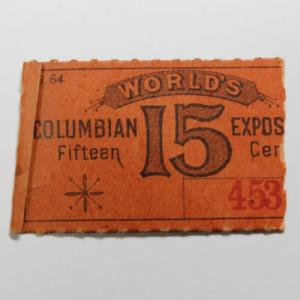 . 64
WORLD'S
COLUMBIAN 15 EXPOS
Fifteen Cen
453